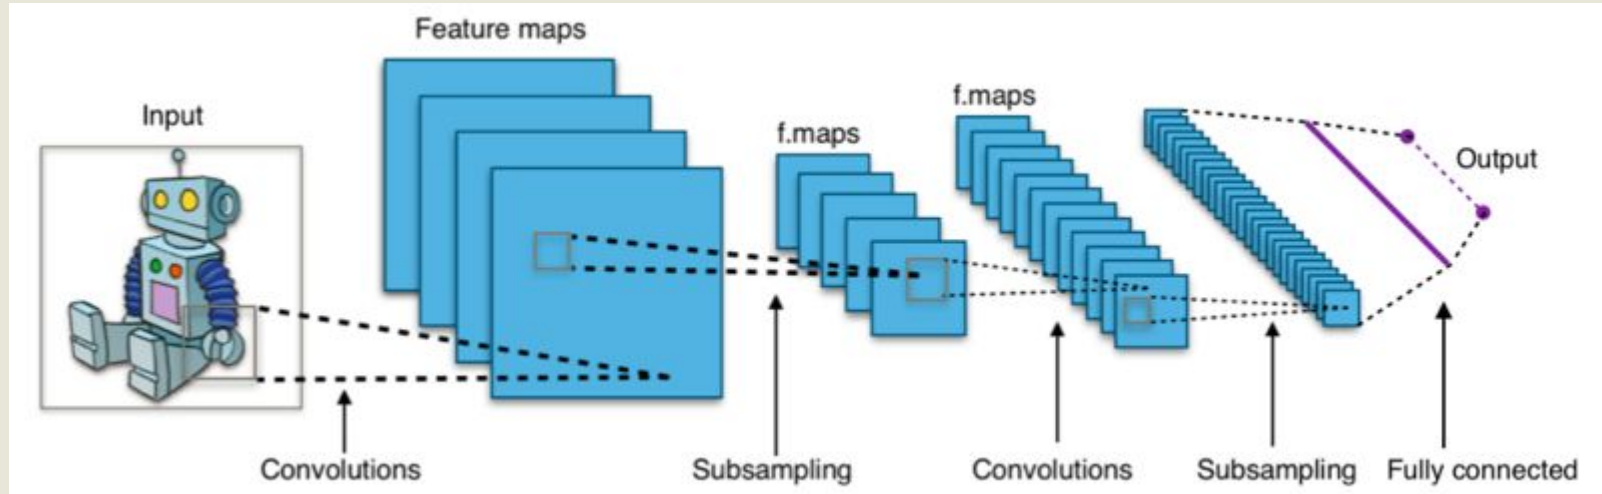 Feature maps
Input
f.maps
f.maps
Output
Convolutions
Subsampling
Convolutions
Subsampling
Fully connected